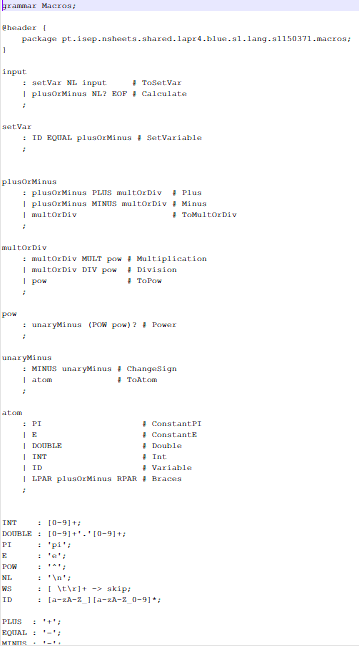 grammar Macros;
@header {
package pt.isep.nsheets.shared.lapr4.blue.s1.lang.s1150371.macros;
}
input
: setVar NL input # ToSetVar
| plusOrMinus NL? EOF # Calculate
;
setVar
: ID EQUAL plusOrMinus # SetVariable
;
plusOrMinus
: plusOrMinus PLUS multOrDiv # Plus
| plusOrMinus MINUS multOrDiv # Minus
| multOrDiv # ToMultOrDiv
;
multOrDiv
: multOrDiv MULT pow # Multiplication
| multOrDiv DIV pow # Division
| pow # ToPow
;
pow
: unaryMinus (POW pow)? # Power
;
unaryMinus
: MINUS unaryMinus # ChangeSign
| atom # ToAtom
;
atom
: PI # ConstantPI
| E # ConstantE
| DOUBLE # Double
| INT # Int
| ID # Variable
| LPAR plusOrMinus RPAR # Braces
;
INT : [0-9]+;
DOUBLE : [0-9]+'.'[0-9]+;
PI : 'pi';
E : 'e';
POW : '^';
NL : '\n';
WS : [ \t\r]+ -> skip;
ID : [a-zA-Z_][a-zA-Z_0-9]*;
PLUS : '+';
EQUAL : '=';
MINUS : '-';